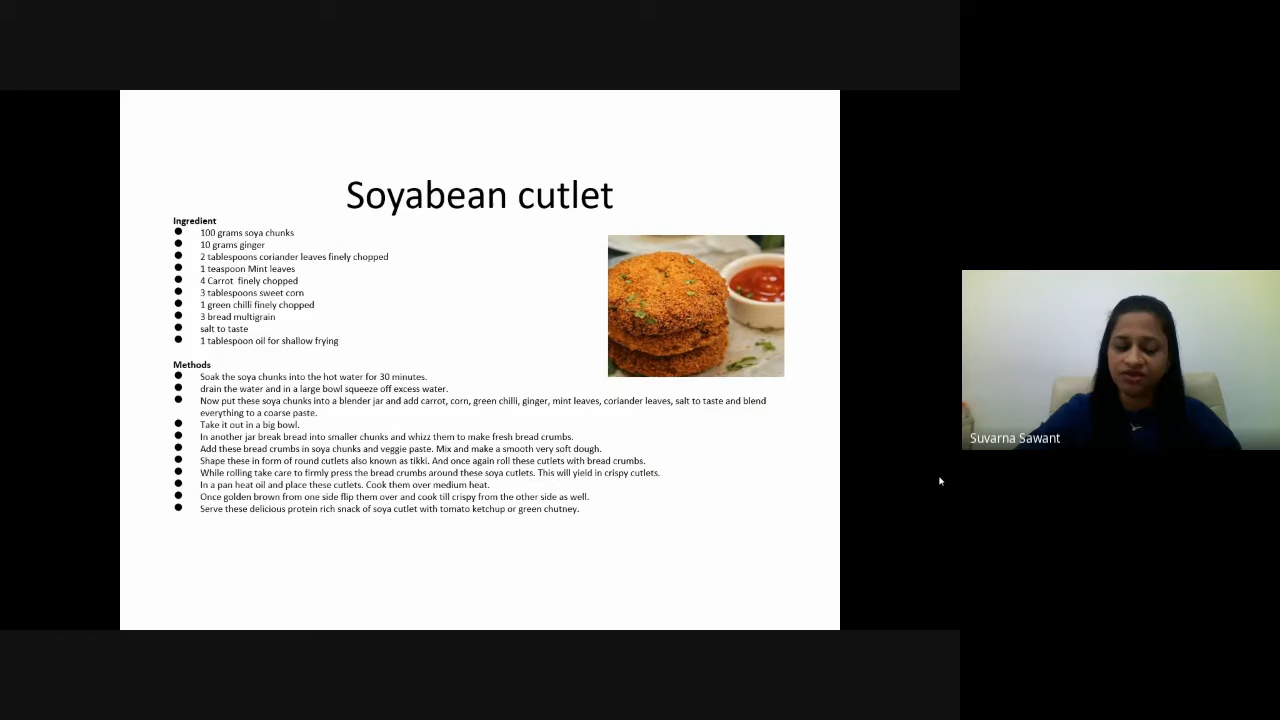 Soyabean cutlet
Ingredient
100 grams soya chunks
10 grams ginger
2 tablespoons coriander leaves finely chopped
1 teaspoon Mint leaves
4 Carrot finely chopped
3 tablespoons sweet corn
1 green chilli finely chopped
3 bread multigrain
salt to taste
1 tablespoon oil for shallow frying
Methods
Soak the soya chunks into the hot water for 30 minutes.
drain the water and in a large bowl squeeze off excess water.
Now put these soya chunks into a blender jar and add carrot, corn, green chilli, ginger, mint leaves, coriander leaves, salt to taste and blend
everything to a coarse paste.
Take it out in a big bowl.
In another jar break bread into smaller chunks and whizz them to make fresh bread crumbs.
Add these bread crumbs in soya chunks and veggie paste. Mix and make a smooth very soft dough.
Shape these in form of round cutlets also known as tikki. And once again roll these cutlets with bread crumbs.
While rolling take care to firmly press the bread crumbs around these soya cutlets. This will yield in crispy cutlets.
In a pan heat oil and place these cutlets. Cook them over medium heat.
Once golden brown from one side flip them over and cook till crispy from the other side as well.
Serve these delicious protein rich snack of soya cutlet with tomato ketchup or green chutney.
Suvarna Sawant